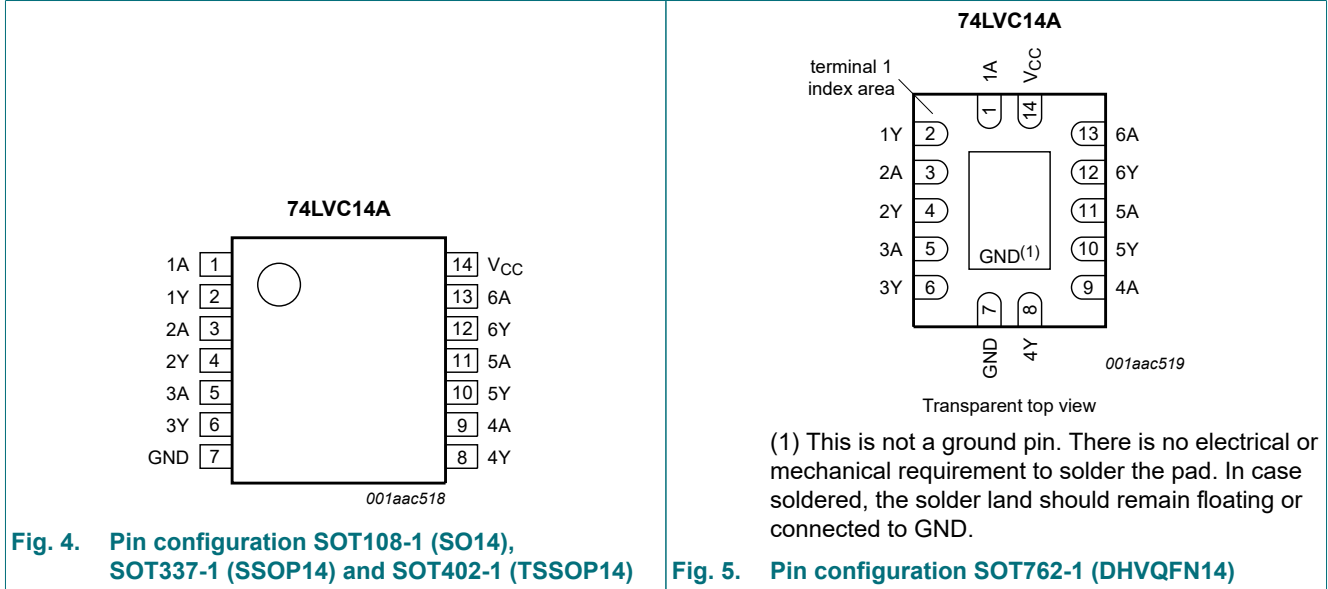 74LVC14A
1A 1 14 VCC
1Y 2 13 6A
2A 3 12 6Y
2Y 4 11 5A
3A 5 10 5Y
3Y 6 9 4A
GND 7 8 4Y
001aac518
Fig. 4. Pin configuration SOT108-1 (SO14),
SOT337-1 (SSOP14) and SOT402-1 (TSSOP14)
74LVC14A
terminal 1
index area
1A VCC
1 14
1Y 2 13 6A
2A 3 12 6Y
2Y 4 11 5A
3A 5 GND(1) 10 5Y
3Y 6 9 4A
7 8
GND 4Y
001aac519
Transparent top view
(1) This is not a ground pin. There is no electrical or
mechanical requirement to solder the pad. In case
soldered, the solder land should remain floating or
connected to GND.
Fig. 5. Pin configuration SOT762-1 (DHVQFN14)